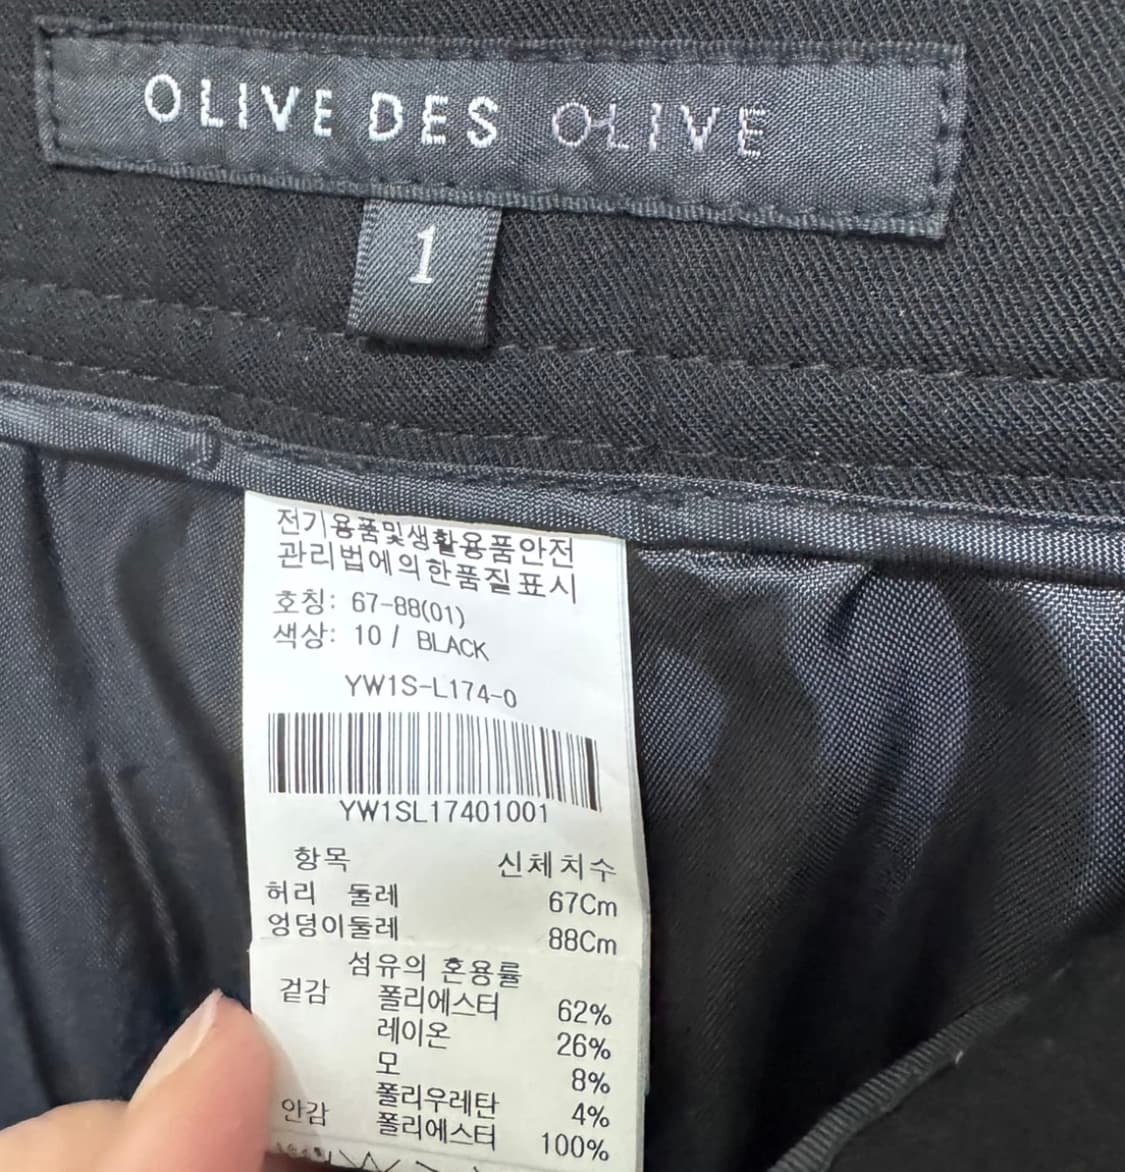 OLIVE DES OLIVE
1
전기용품및생활용품안전
관리법에의한품질표시
호칭: 67-88(01)
색상: 10 / BLACK
YW1S-L174-0
YW1SL17401001
항목 신체치수
허리 둘레 67Cm
엉덩이둘레 88Cm
섬유의 혼용률
겉감 폴리에스터 62%
레이온 26%
모 8%
폴리우레탄 4%
안감 폴리에스터 100%